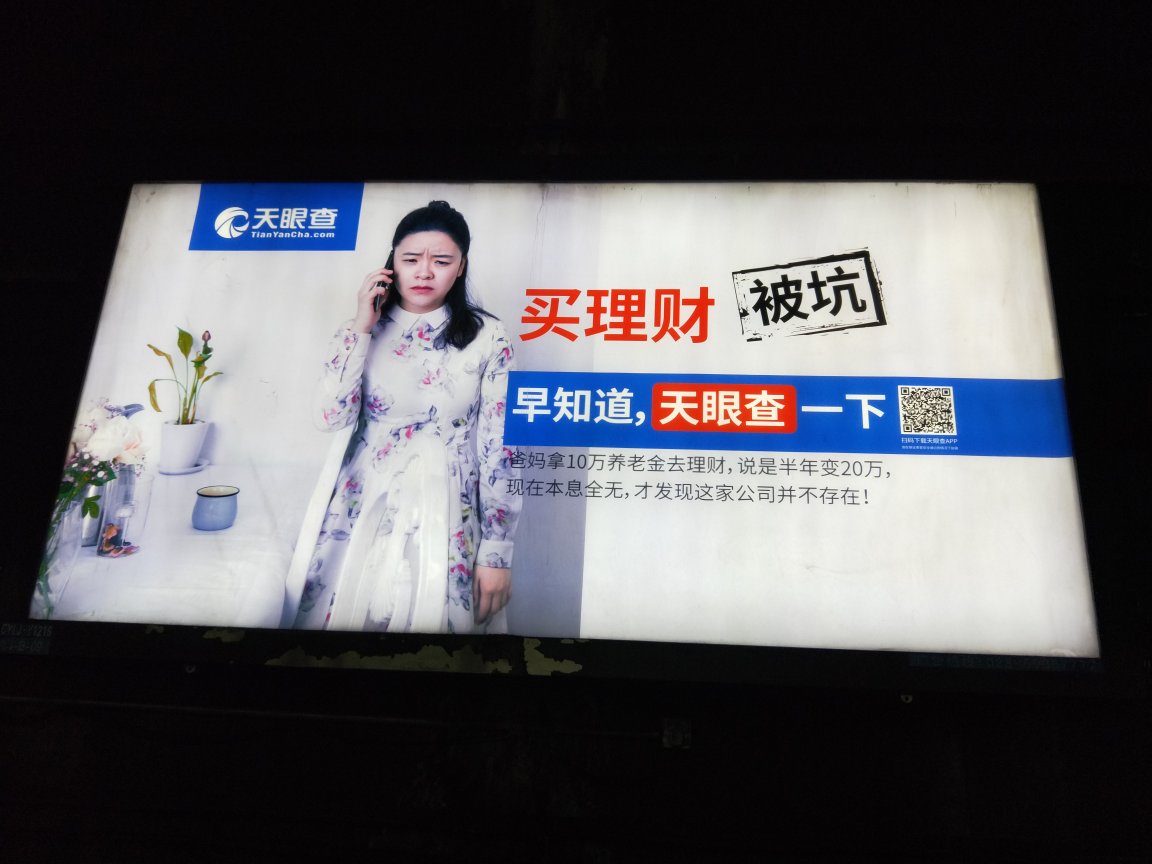 天眼查
TianYanCha.com
买理财 被坑
早知道,天眼查一下
扫码下载天眼查APP
爸妈拿10万养老金去理财,说是半年变20万,
现在本息全无,才发现这家公司并不存在!